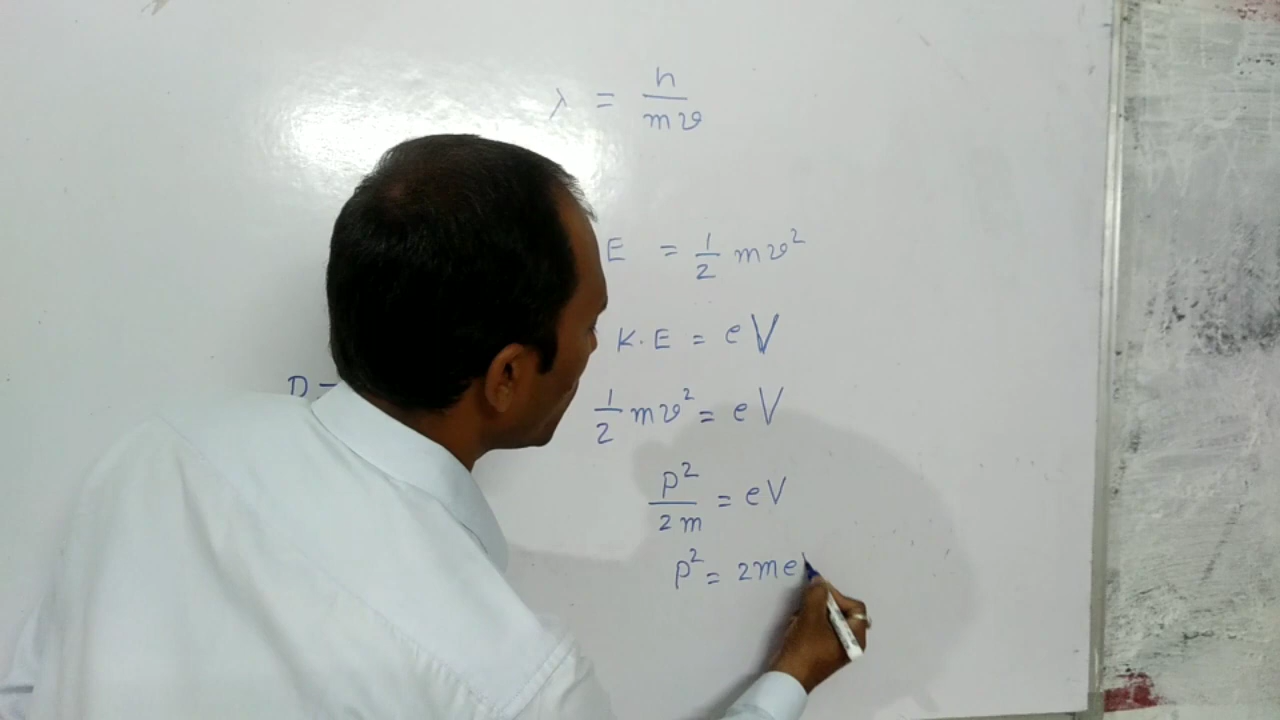 λ = h / mv
E = 1/2 mv²
K.E = eV
1/2 mv² = eV
p²/2m = eV
p² = 2me